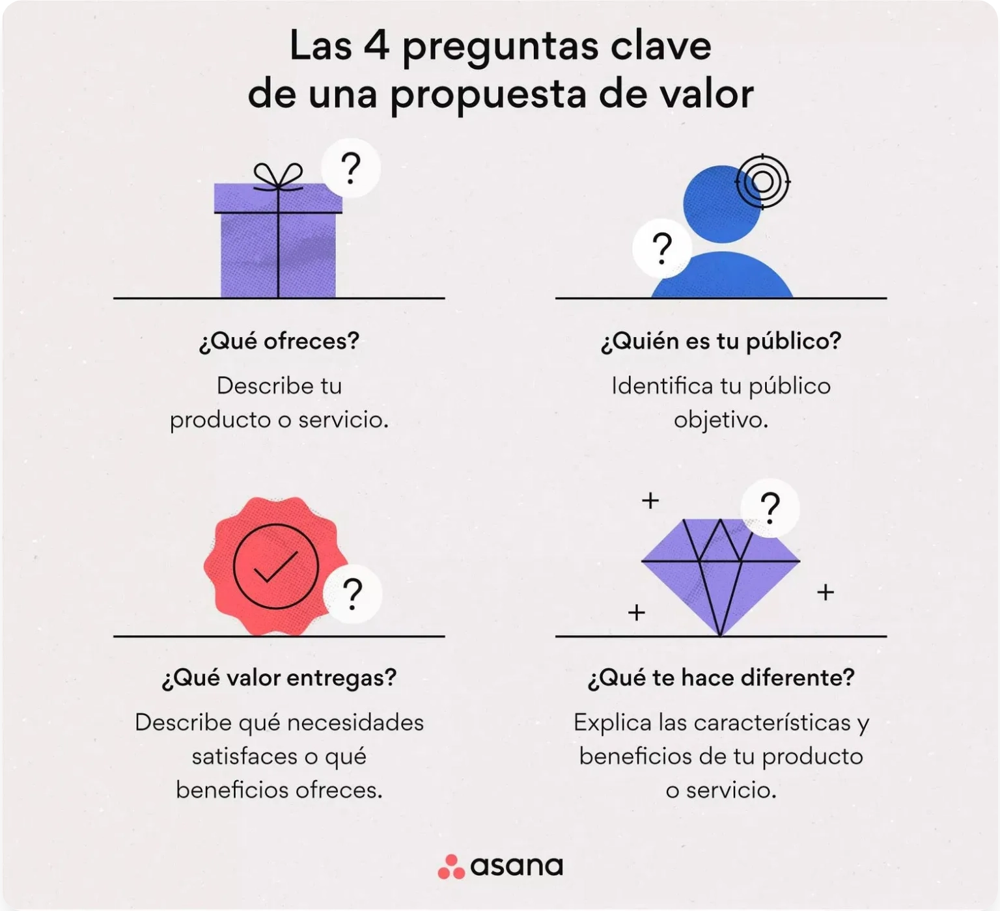 Las 4 preguntas clave
de una propuesta de valor
?
?
¿Qué ofreces?
Describe tu
producto o servicio.
¿Quién es tu público?
Identifica tu público
objetivo.
?
?
¿Qué valor entregas?
Describe qué necesidades
satisfaces o qué
beneficios ofreces.
¿Qué te hace diferente?
Explica las características y
beneficios de tu producto
o servicio.
asana